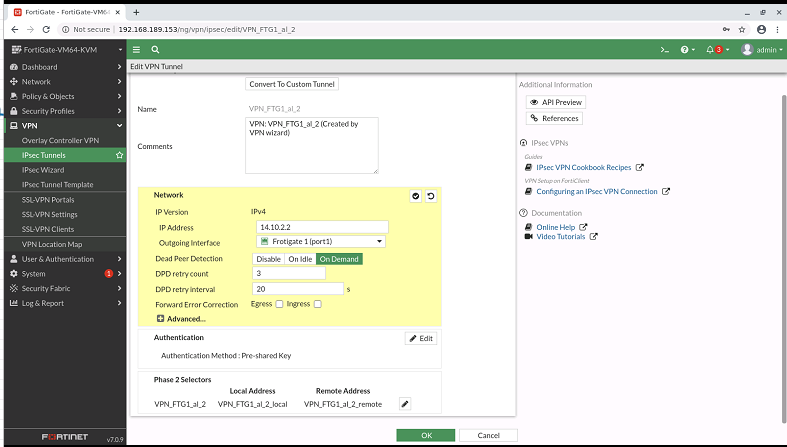 FortiGate - FortiGate-VM6
Not secure | 192.168.189.153/ng/vpn/ipsec/edit/VPN_FTG1_al_2
FortiGate-VM64-KVM
3
admin
Dashboard
Network
Policy & Objects
Security Profiles
VPN
Overlay Controller VPN
IPsec Tunnels
IPsec Wizard
IPsec Tunnel Template
SSL-VPN Portals
SSL-VPN Settings
SSL-VPN Clients
VPN Location Map
User & Authentication
System
1
Security Fabric
Log & Report
FORTINET
v7.0.9
Edit VPN Tunnel
Convert To Custom Tunnel
Name VPN_FTG1_al_2
Comments
VPN: VPN_FTG1_al_2 (Created by
VPN wizard)
Network
IP Version IPv4
IP Address 14.10.2.2
Outgoing Interface Frotigate 1 (port1)
Dead Peer Detection Disable On Idle On Demand
DPD retry count 3
DPD retry interval 20 s
Forward Error Correction Egress Ingress
Advanced...
Authentication Edit
Authentication Method : Pre-shared Key
Phase 2 Selectors
Local Address Remote Address
VPN_FTG1_al_2 VPN_FTG1_al_2_local VPN_FTG1_al_2_remote
OK Cancel
Additional Information
API Preview
References
IPsec VPNs
Guides
IPsec VPN Cookbook Recipes
VPN Setup on FortiClient
Configuring an IPsec VPN Connection
Documentation
Online Help
Video Tutorials